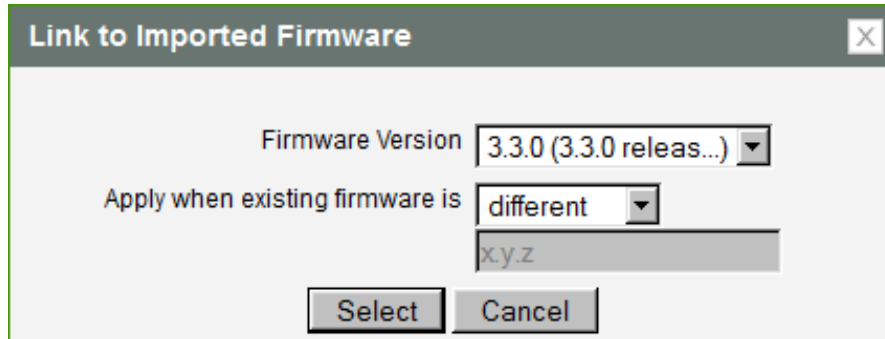 Link to Imported Firmware X
Firmware Version 3.3.0 (3.3.0 releas...)
Apply when existing firmware is different
x.y.z
Select Cancel